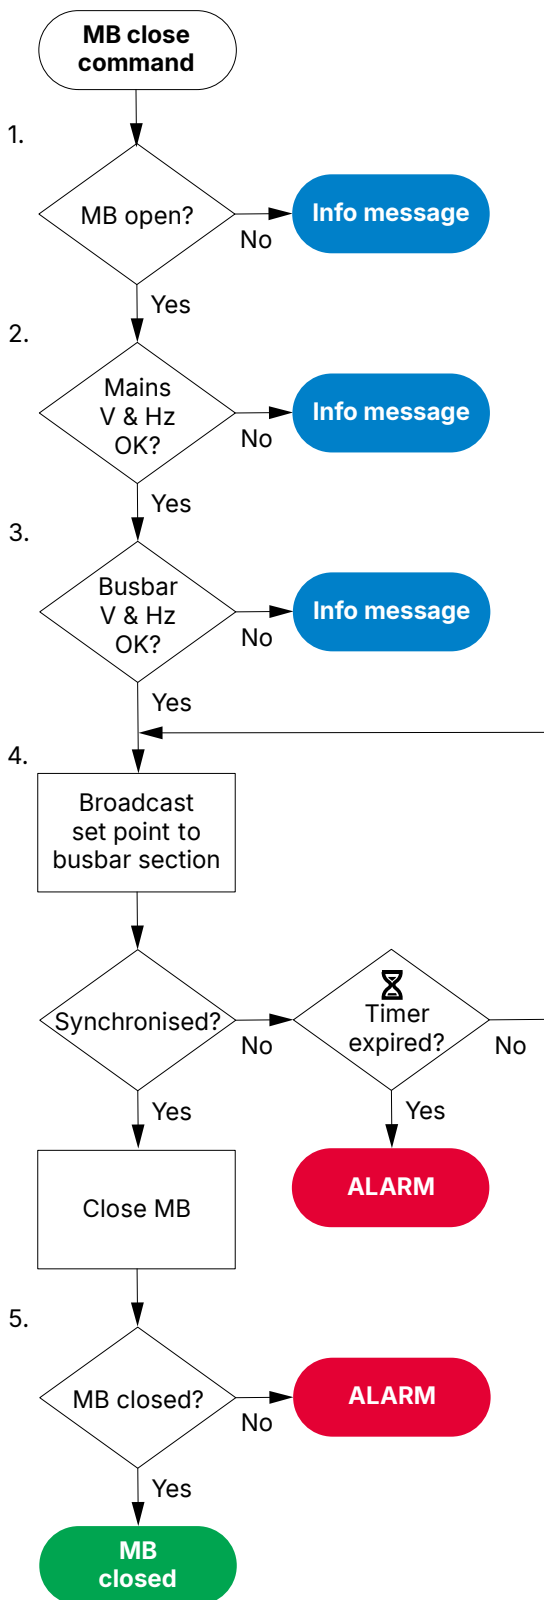 MB close
command
1.
MB open?
Info message
No
Yes
2.
Mains
V & Hz
OK?
Info message
No
Yes
3.
Busbar
V & Hz
OK?
Info message
No
Yes
4.
Broadcast
set point to
busbar section
Synchronised?
No
Timer
expired?
No
Yes
Yes
Close MB
ALARM
5.
MB closed?
No
ALARM
Yes
MB
closed